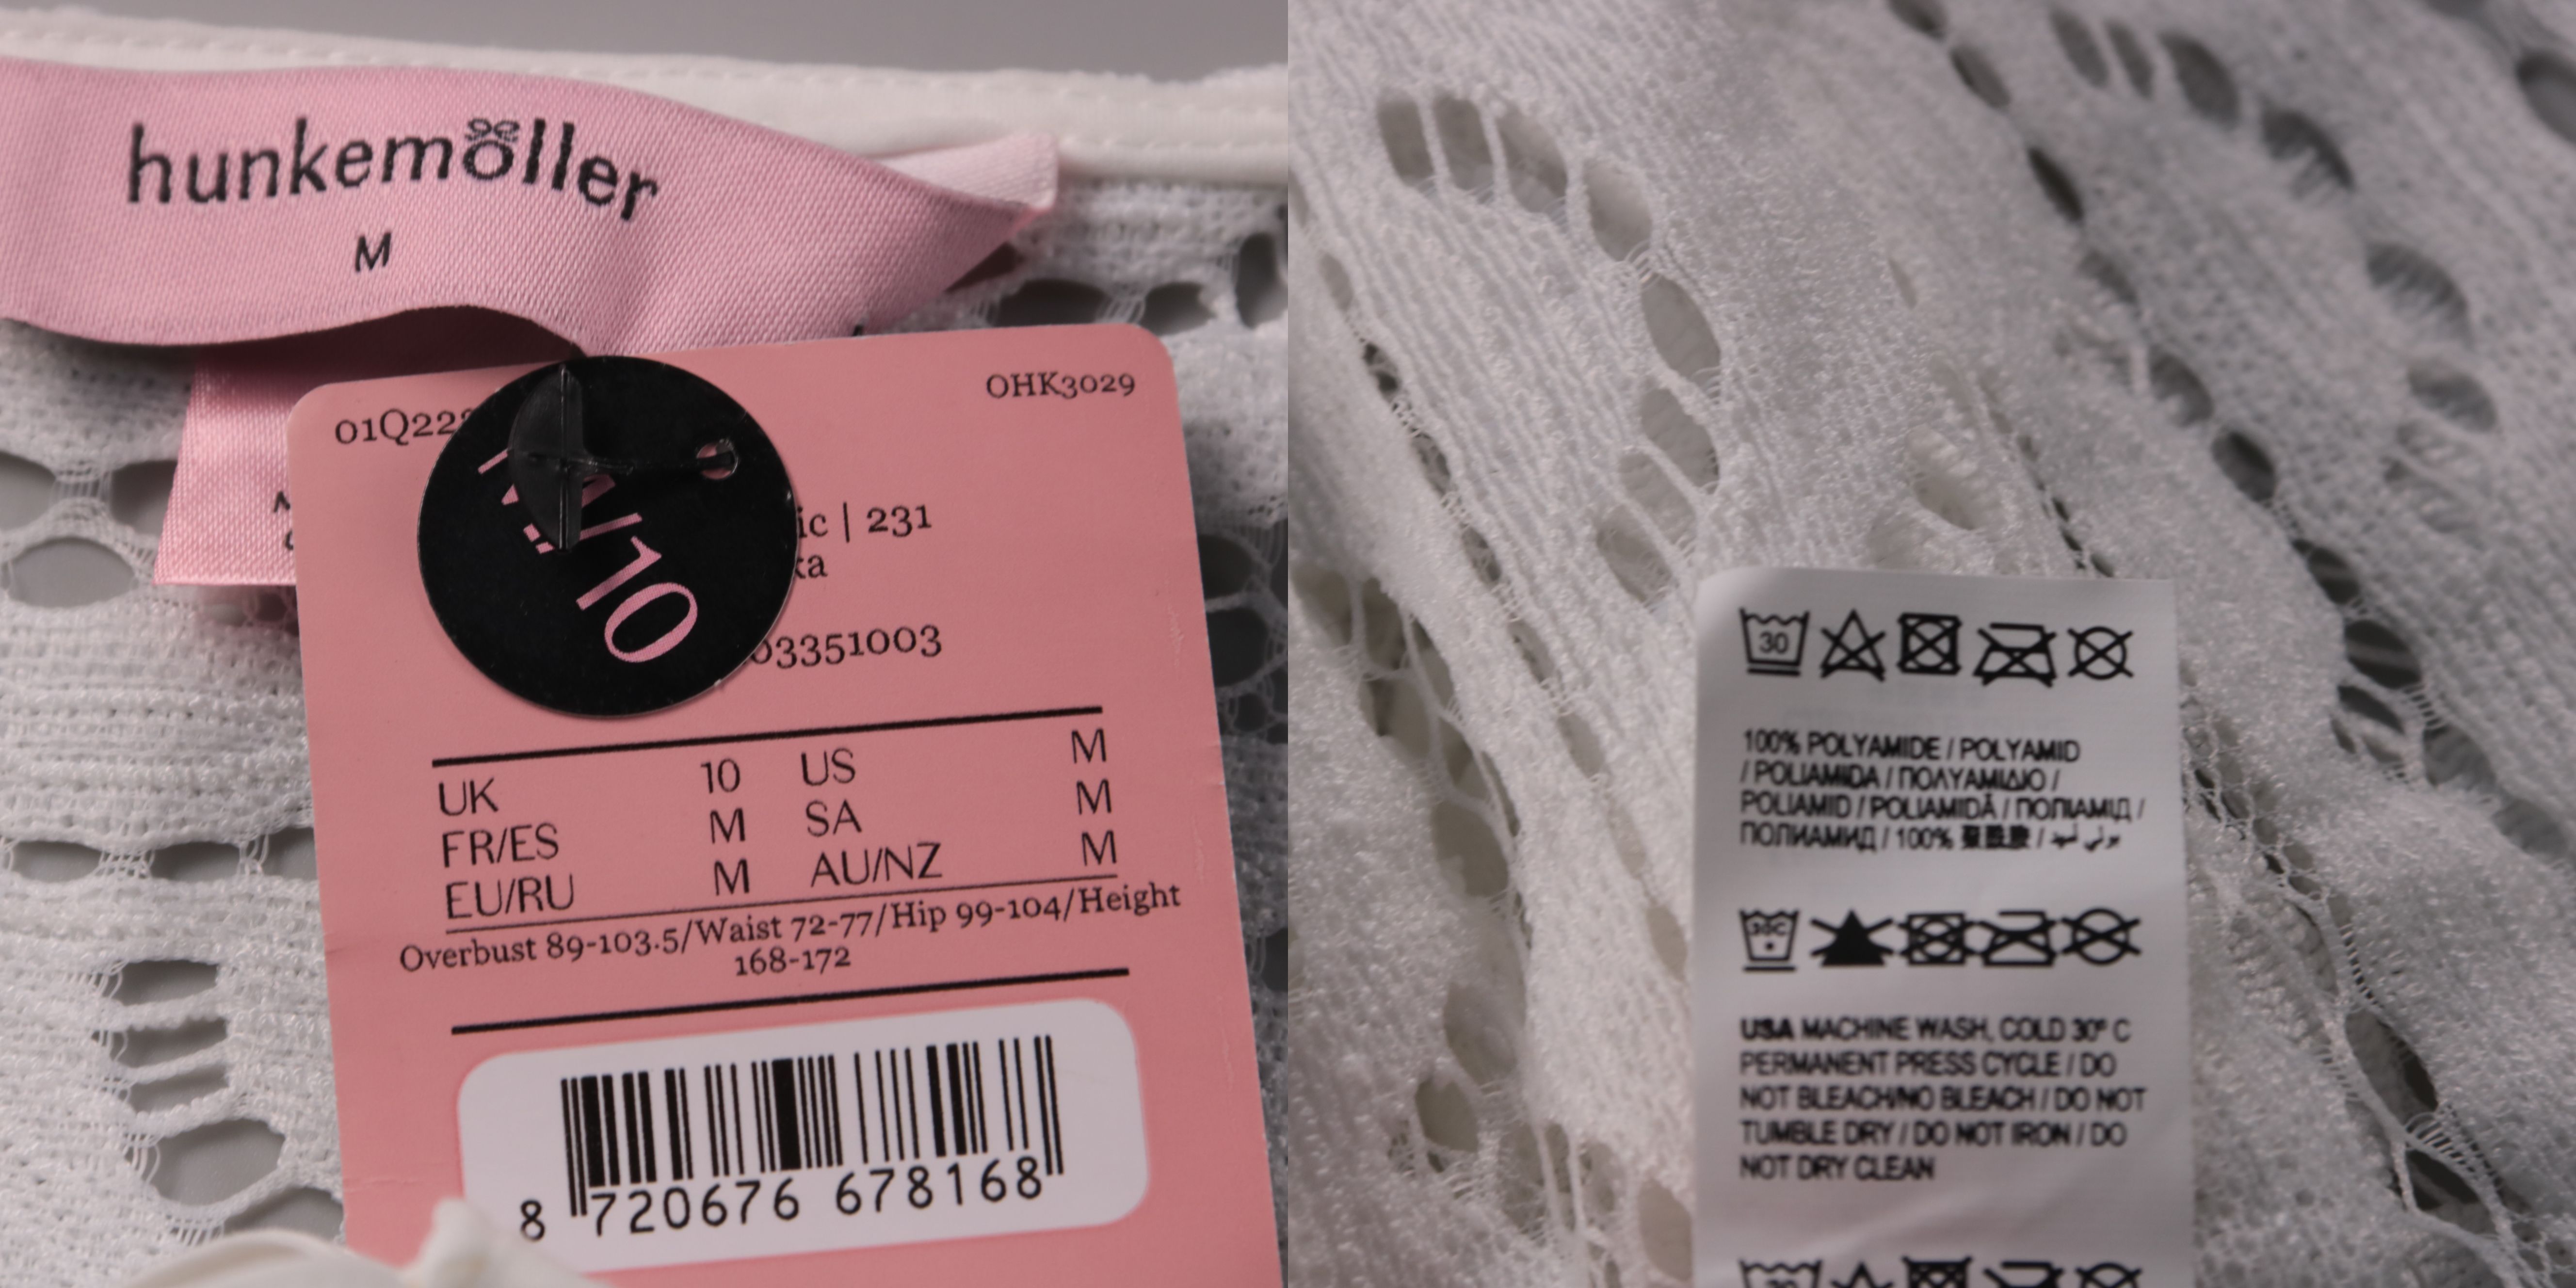 hunkemöller
M
OHK3029
01Q22
M/10
231
03351003
UK 10 US M
FR/ES M SA M
EU/RU M AU/NZ M
Overbust 89-103.5/Waist 72-77/Hip 99-104/Height
168-172
8 720676 678168
30
100% POLYAMIDE / POLYAMID
/ POLIAMIDA / ΠΟΛΥΑΜΙΔΙΟ /
POLIAMID / POLIAMIDĂ / ПОЛІАМІД /
ПОЛИАМИД / 100%
30C
USA MACHINE WASH, COLD 30° C
PERMANENT PRESS CYCLE / DO
NOT BLEACH/NO BLEACH / DO NOT
TUMBLE DRY / DO NOT IRON / DO
NOT DRY CLEAN